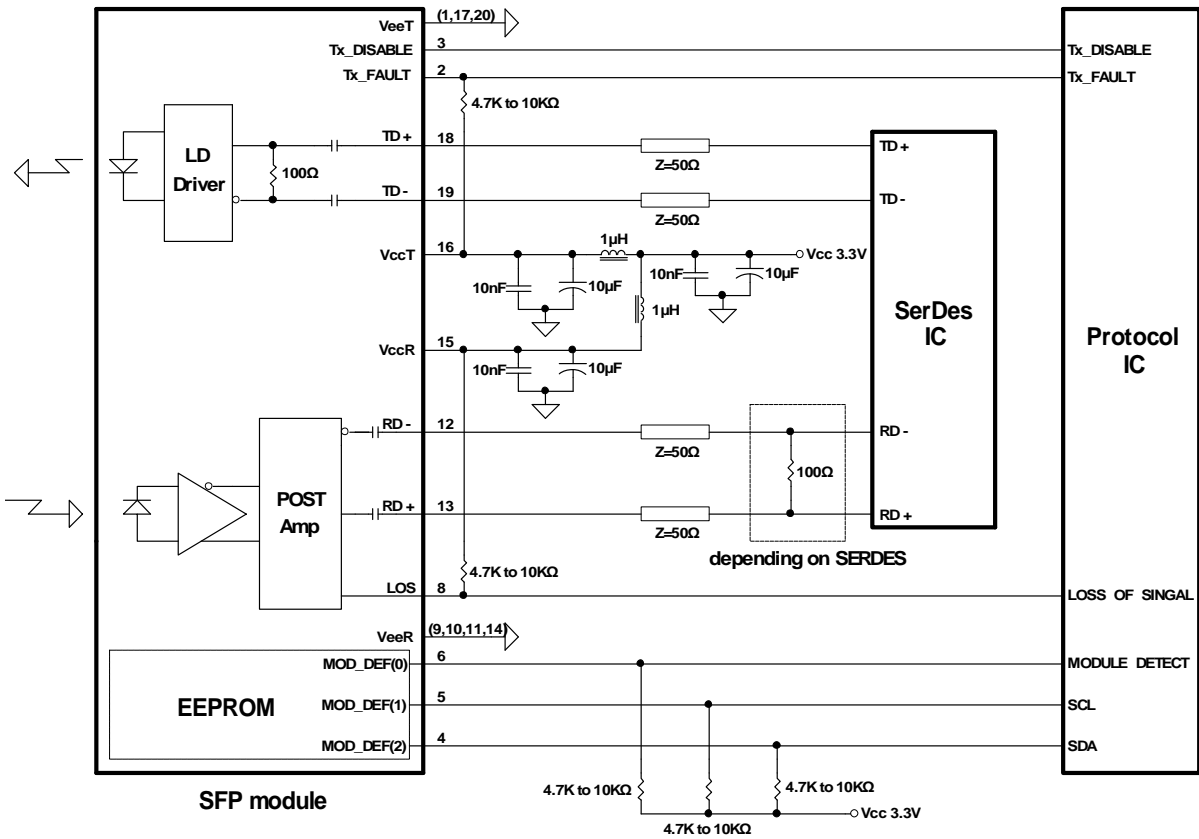 VeeT (1,17,20)
Tx_DISABLE 3 Tx_DISABLE
Tx_FAULT 2 Tx_FAULT
4.7K to 10KΩ
LD
Driver
100Ω
TD+ 18 Z=50Ω TD+
TD- 19 Z=50Ω TD-
1µH
VccT 16 Vcc 3.3V
10nF 10µF 10nF 10µF
1µH
SerDes
IC
Protocol
IC
VccR 15
10nF 10µF
RD- 12 Z=50Ω RD-
100Ω
POST
Amp
RD+ 13 Z=50Ω RD+
depending on SERDES
4.7K to 10KΩ
LOS 8 LOSS OF SINGAL
VeeR (9,10,11,14)
MOD_DEF(0) 6 MODULE DETECT
EEPROM
MOD_DEF(1) 5 SCL
MOD_DEF(2) 4 SDA
4.7K to 10KΩ 4.7K to 10KΩ
SFP module
Vcc 3.3V
4.7K to 10KΩ